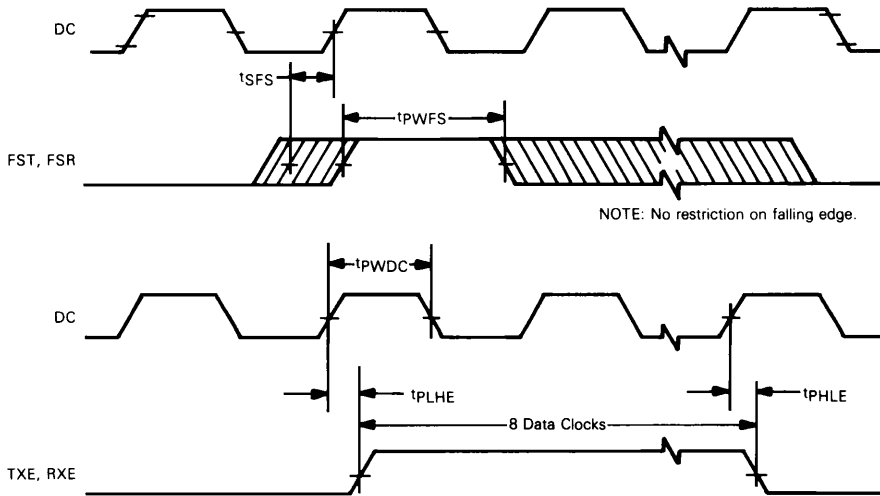 DC
tSFS
tPWFS
FST, FSR
NOTE: No restriction on falling edge.
tPWDC
DC
tPLHE
tPHLE
8 Data Clocks
TXE, RXE